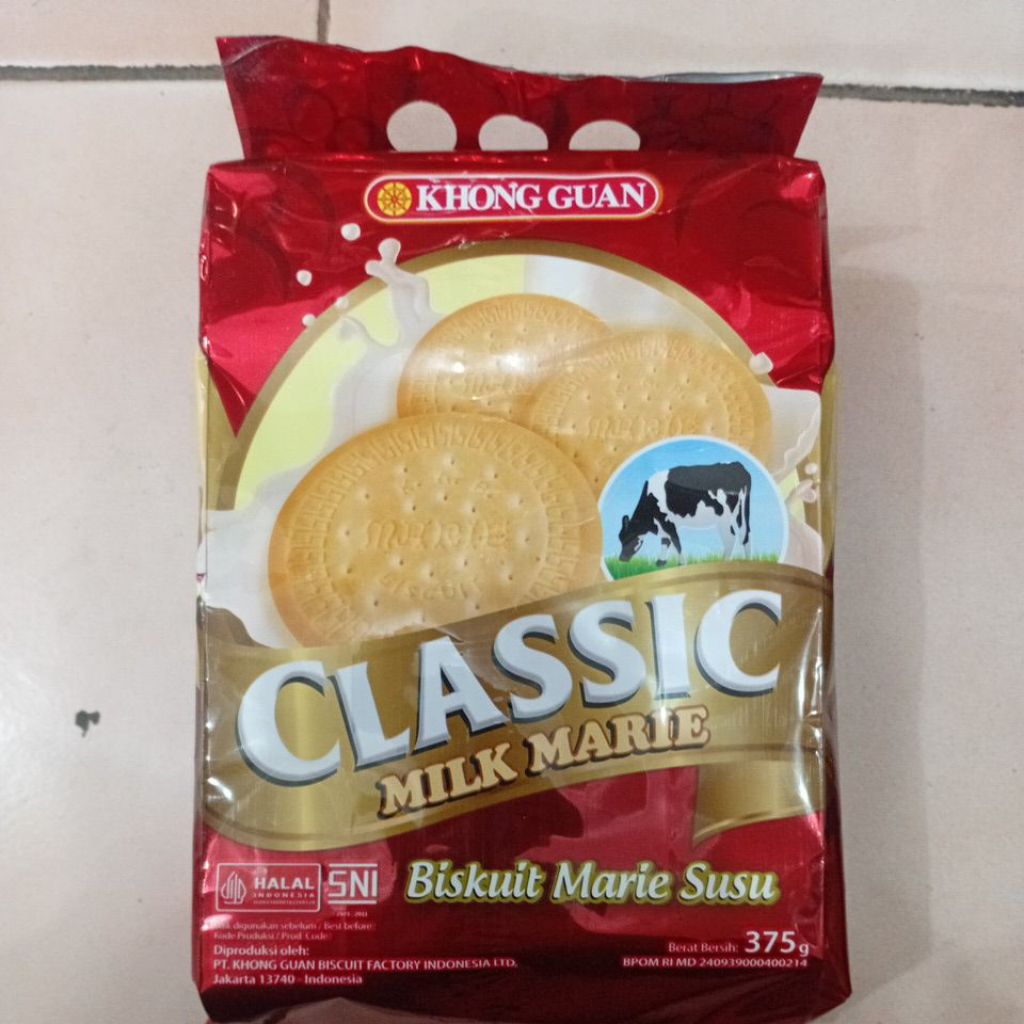 KHONG GUAN
MARIE
CLASSIC
MILK MARIE
Biskuit Marie Susu
HALAL
INDONESIA
SNI
Baik digunakan sebelum / Best before :
Kode Produksi / Prod. Code :
Diproduksi oleh:
PT. KHONG GUAN BISCUIT FACTORY INDONESIA LTD.
Jakarta 13740 - Indonesia
Berat Bersih: 375g
BPOM RI MD 240939000400214